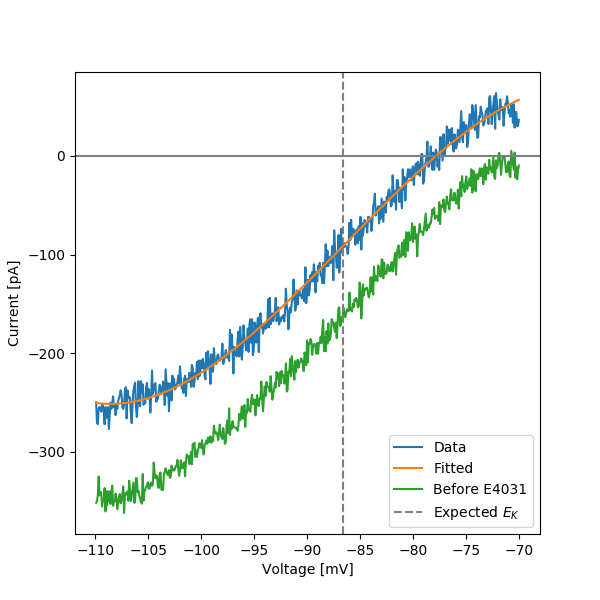 0
−100
−200
−300
Current [pA]
Data
Fitted
Before E4031
Expected E_K
−110 −105 −100 −95 −90 −85 −80 −75 −70
Voltage [mV]